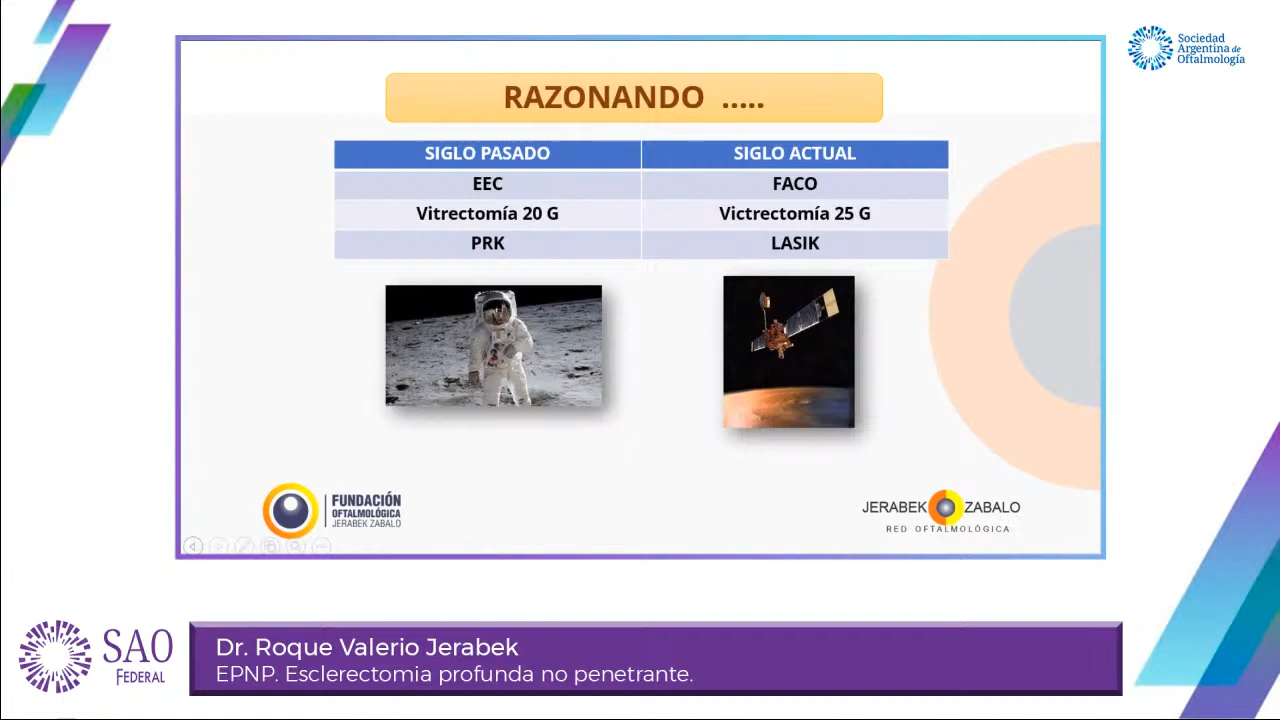 Sociedad
Argentina de
Oftalmología
RAZONANDO .....
SIGLO PASADO SIGLO ACTUAL
EEC FACO
Vitrectomía 20 G Victrectomía 25 G
PRK LASIK
FUNDACIÓN
OFTALMOLÓGICA
JERABEK ZABALO
JERABEK ZABALO
RED OFTALMOLÓGICA
SAO
FEDERAL
Dr. Roque Valerio Jerabek
EPNP. Esclerectomia profunda no penetrante.